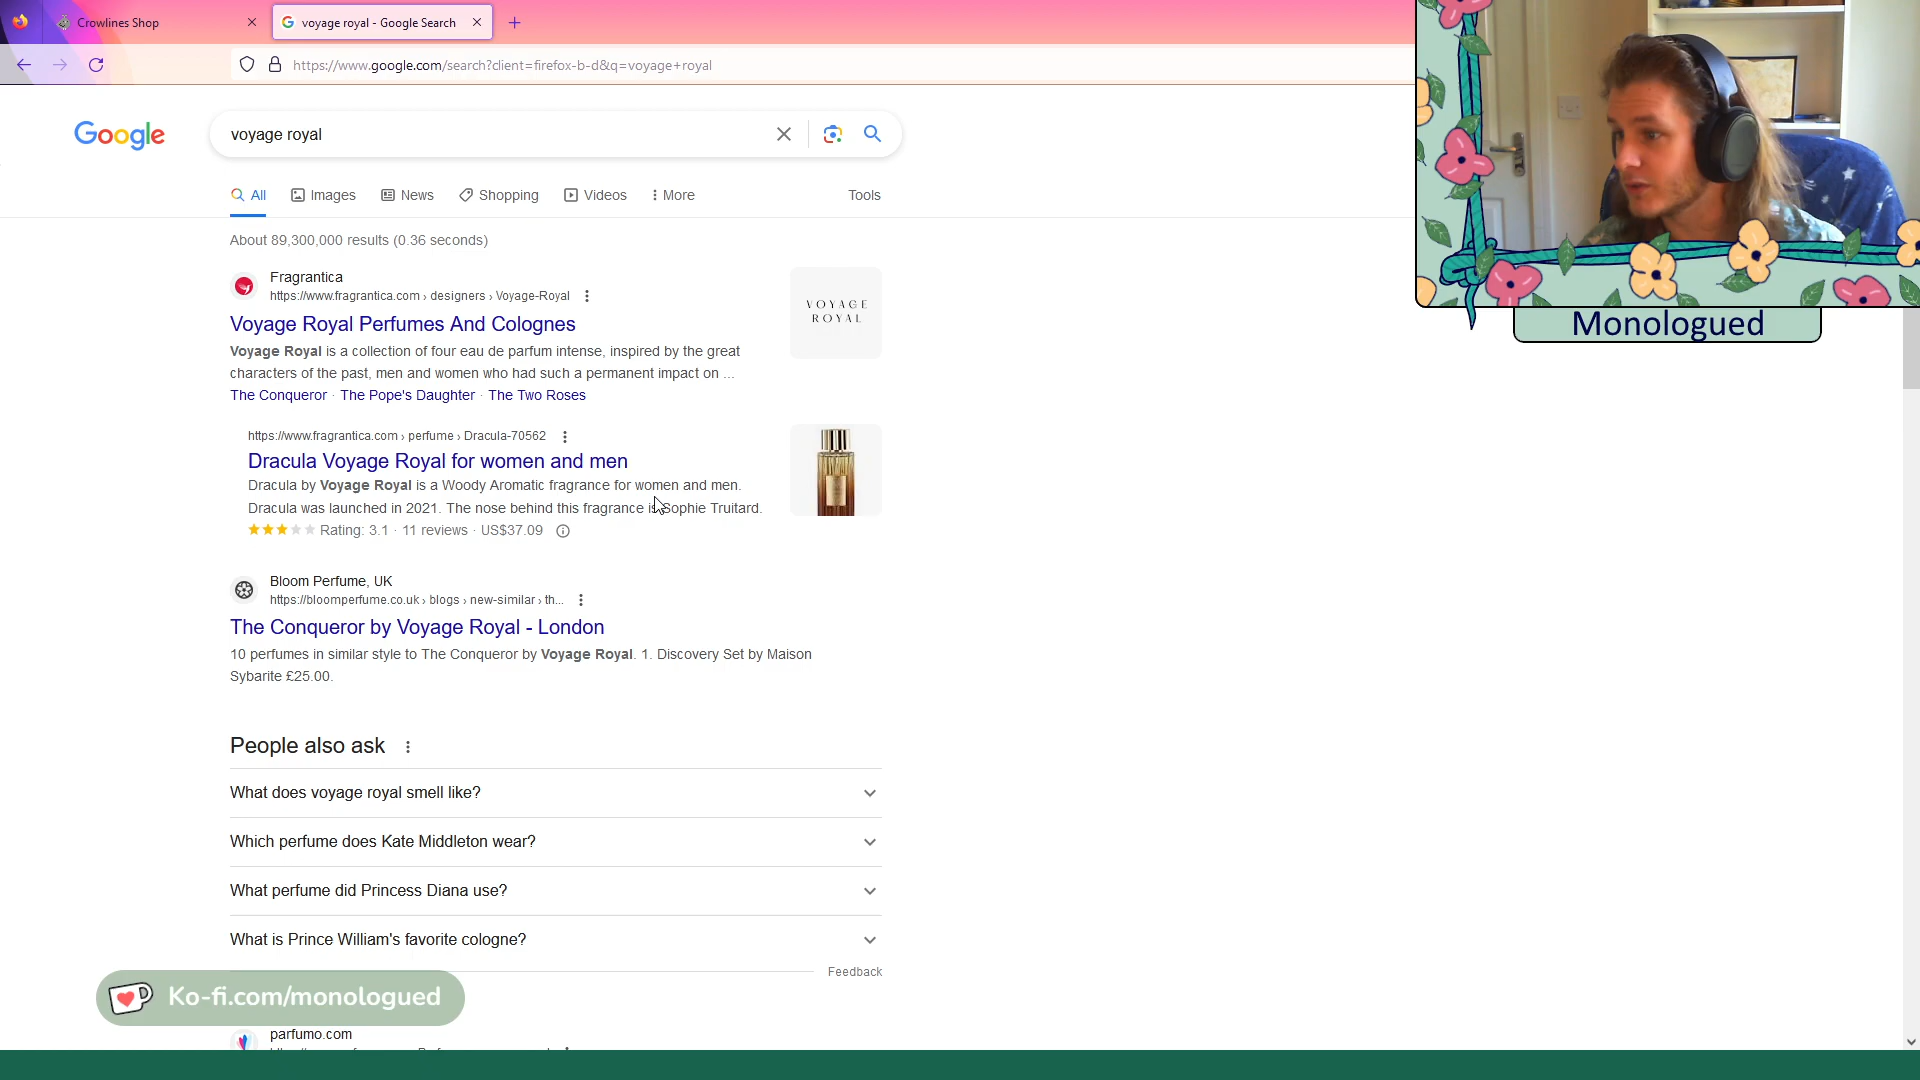 Crowlines Shop
voyage royal - Google Search
https://www.google.com/search?client=firefox-b-d&q=voyage+royal
Google
voyage royal
All
Images
News
Shopping
Videos
More
Tools
About 89,300,000 results (0.36 seconds)
Fragrantica
https://www.fragrantica.com › designers › Voyage-Royal
Voyage Royal Perfumes And Colognes
Voyage Royal is a collection of four eau de parfum intense, inspired by the great
characters of the past, men and women who had such a permanent impact on ...
The Conqueror · The Pope's Daughter · The Two Roses
VOYAGE
ROYAL
https://www.fragrantica.com › perfume › Dracula-70562
Dracula Voyage Royal for women and men
Dracula by Voyage Royal is a Woody Aromatic fragrance for women and men.
Dracula was launched in 2021. The nose behind this fragrance is Sophie Truitard.
Rating: 3.1 · 11 reviews · US$37.09
Bloom Perfume, UK
https://bloomperfume.co.uk › blogs › new-similar › th...
The Conqueror by Voyage Royal - London
10 perfumes in similar style to The Conqueror by Voyage Royal. 1. Discovery Set by Maison
Sybarite £25.00.
People also ask
What does voyage royal smell like?
Which perfume does Kate Middleton wear?
What perfume did Princess Diana use?
What is Prince William's favorite cologne?
Feedback
Ko-fi.com/monologued
parfumo.com
Monologued